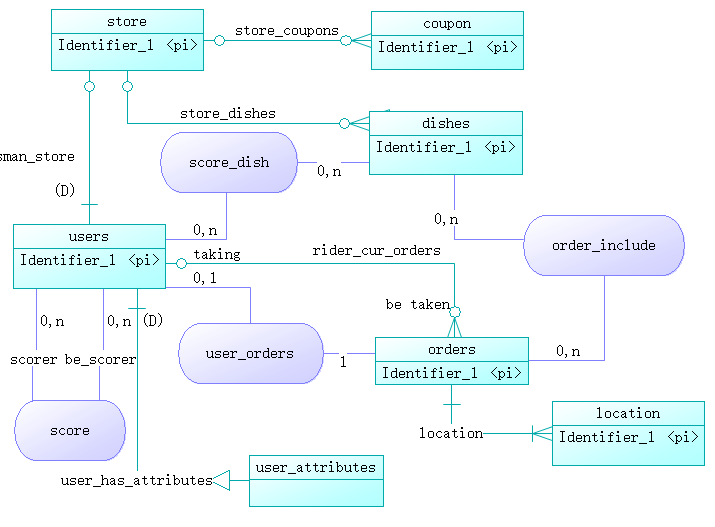 store
Identifier_1 <pi>
store_coupons
coupon
Identifier_1 <pi>
store_dishes
dishes
Identifier_1 <pi>
sman_store
(D)
score_dish
0,n
0,n
0,n
users
Identifier_1 <pi>
taking
rider_cur_orders
order_include
0,1
be taken
0,n
0,n
(D)
user_orders
1
orders
Identifier_1 <pi>
0,n
scorer
be_scorer
score
location
location
Identifier_1 <pi>
user_has_attributes
user_attributes